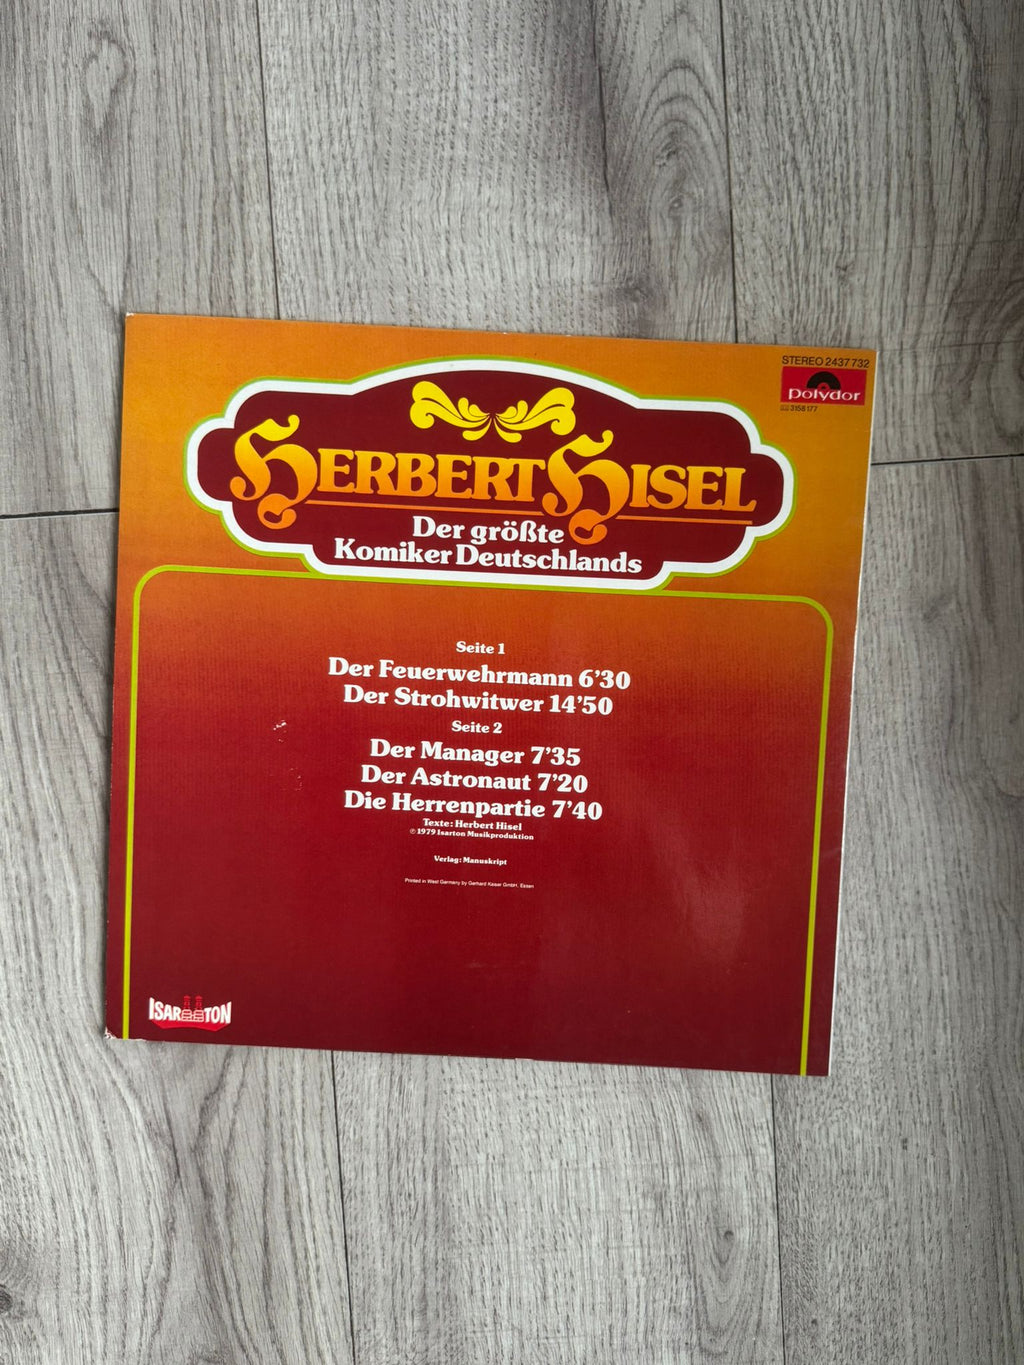 STEREO 2437 732
polydor
3158 177
HERBERT HISEL
Der größte
Komiker Deutschlands
Seite 1
Der Feuerwehrmann 6'30
Der Strohwitwer 14'50
Seite 2
Der Manager 7'35
Der Astronaut 7'20
Die Herrenpartie 7'40
Texte: Herbert Hisel
℗ 1979 Isarton Musikproduktion
Verlag: Manuskript
Printed in West Germany by Gerhard Kaiser GmbH, Essen
ISAR TON